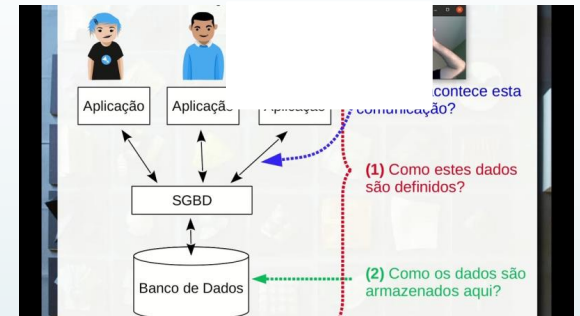 acontece esta
comunicação?
Aplicação
Aplicaçã
(1) Como estes dados
são definidos?
SGBD
(2) Como os dados são
armazenados aqui?
Banco de Dados